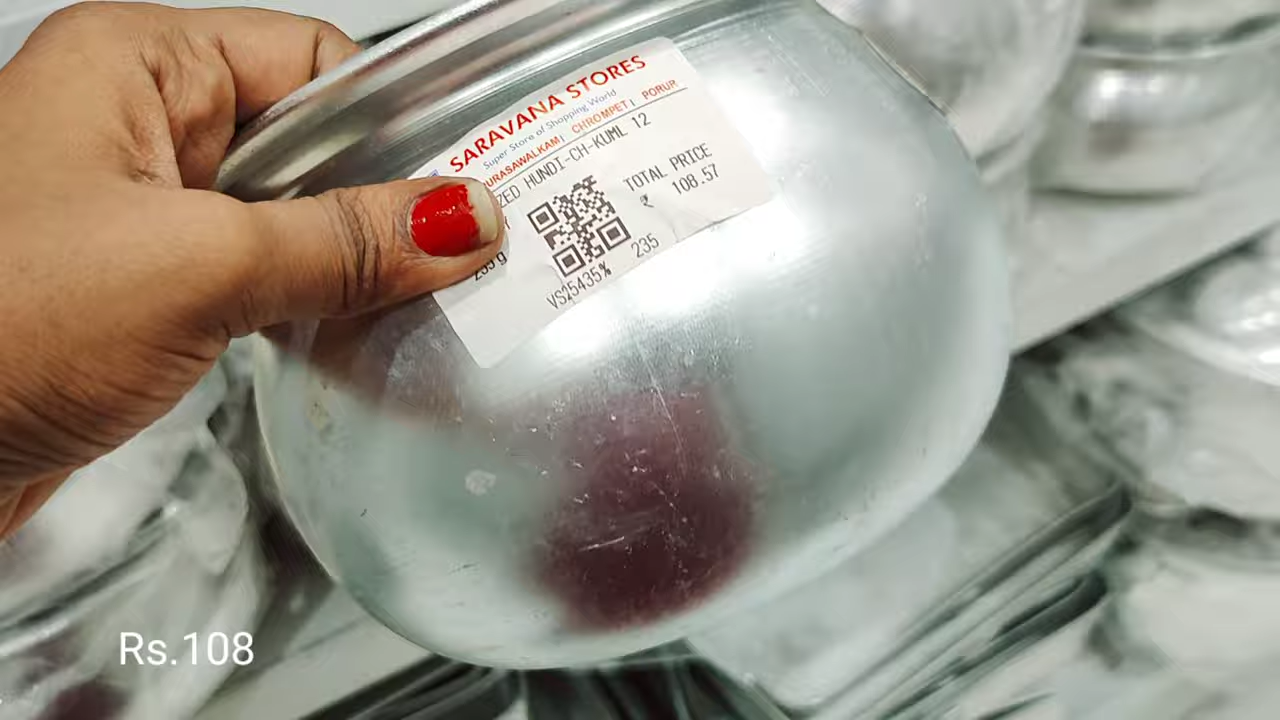 SARAVANA STORES
Super Store of Shopping World
URASAWALKAM| CHROMPET| PORUR
ZED HUNDI-CH-KUML 12
TOTAL PRICE
₹ 108.57
235
VS25435%
Rs.108